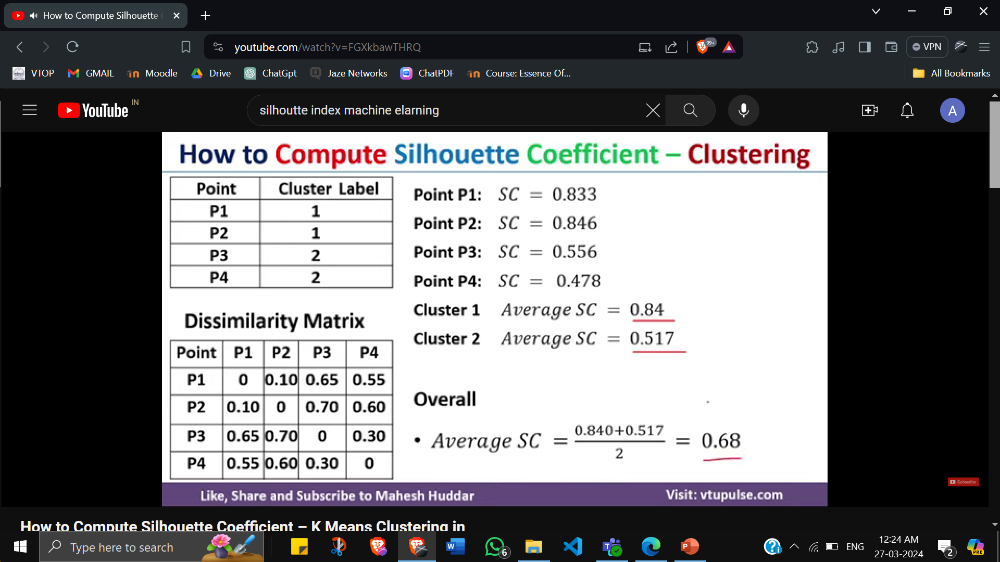 How to Compute Silhouette C
youtube.com/watch?v=FGXkbawTHRQ
99+
VPN
VTOP
GMAIL
Moodle
Drive
ChatGpt
Jaze Networks
ChatPDF
Course: Essence Of...
All Bookmarks
YouTube IN
silhoutte index machine elarning
A
How to Compute Silhouette Coefficient – Clustering
Point Cluster Label
P1 1
P2 1
P3 2
P4 2
Dissimilarity Matrix
Point P1 P2 P3 P4
P1 0 0.10 0.65 0.55
P2 0.10 0 0.70 0.60
P3 0.65 0.70 0 0.30
P4 0.55 0.60 0.30 0
Point P1: SC = 0.833
Point P2: SC = 0.846
Point P3: SC = 0.556
Point P4: SC = 0.478
Cluster 1 Average SC = 0.84
Cluster 2 Average SC = 0.517
Overall
• Average SC = 0.840+0.517 / 2 = 0.68
Like, Share and Subscribe to Mahesh Huddar
Visit: vtupulse.com
Subscribe
How to Compute Silhouette Coefficient – K Means Clustering in
Type here to search
6
ENG
12:24 AM
27-03-2024
2
PRE